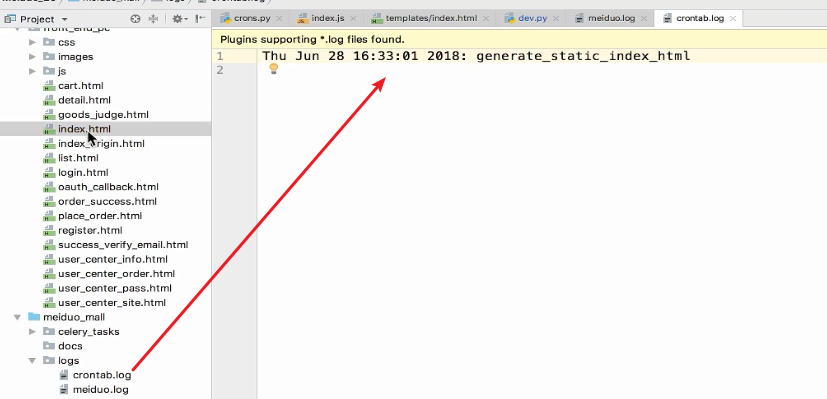 Project
crons.py
index.js
templates/index.html
dev.py
meiduo.log
crontab.log
Plugins supporting *.log files found.
1 Thu Jun 28 16:33:01 2018: generate_static_index_html
2
front_end_pc
css
images
js
cart.html
detail.html
goods_judge.html
index.html
index_origin.html
list.html
login.html
oauth_callback.html
order_success.html
place_order.html
register.html
success_verify_email.html
user_center_info.html
user_center_order.html
user_center_pass.html
user_center_site.html
meiduo_mall
celery_tasks
docs
logs
crontab.log
meiduo.log